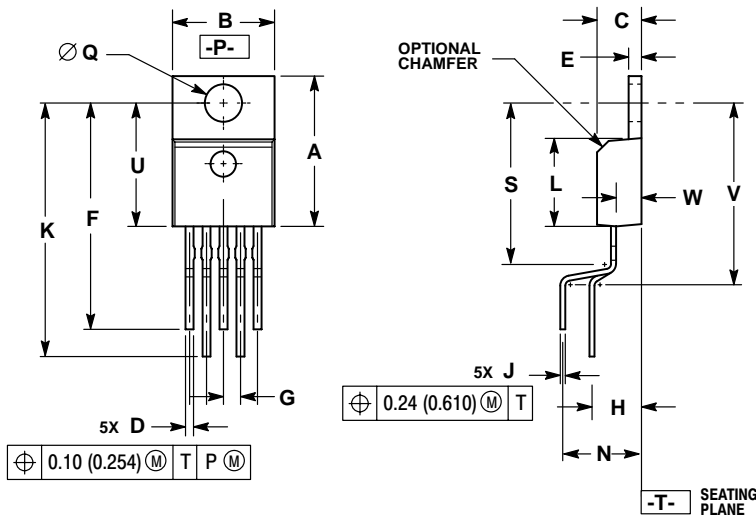 B
-P-
∅ Q
A
U
F
K
G
5X D
⌖ 0.10 (0.254) Ⓜ T P Ⓜ
C
OPTIONAL
CHAMFER
E
S
L
W
V
5X J
⌖ 0.24 (0.610) Ⓜ T
H
N
-T- SEATING
PLANE